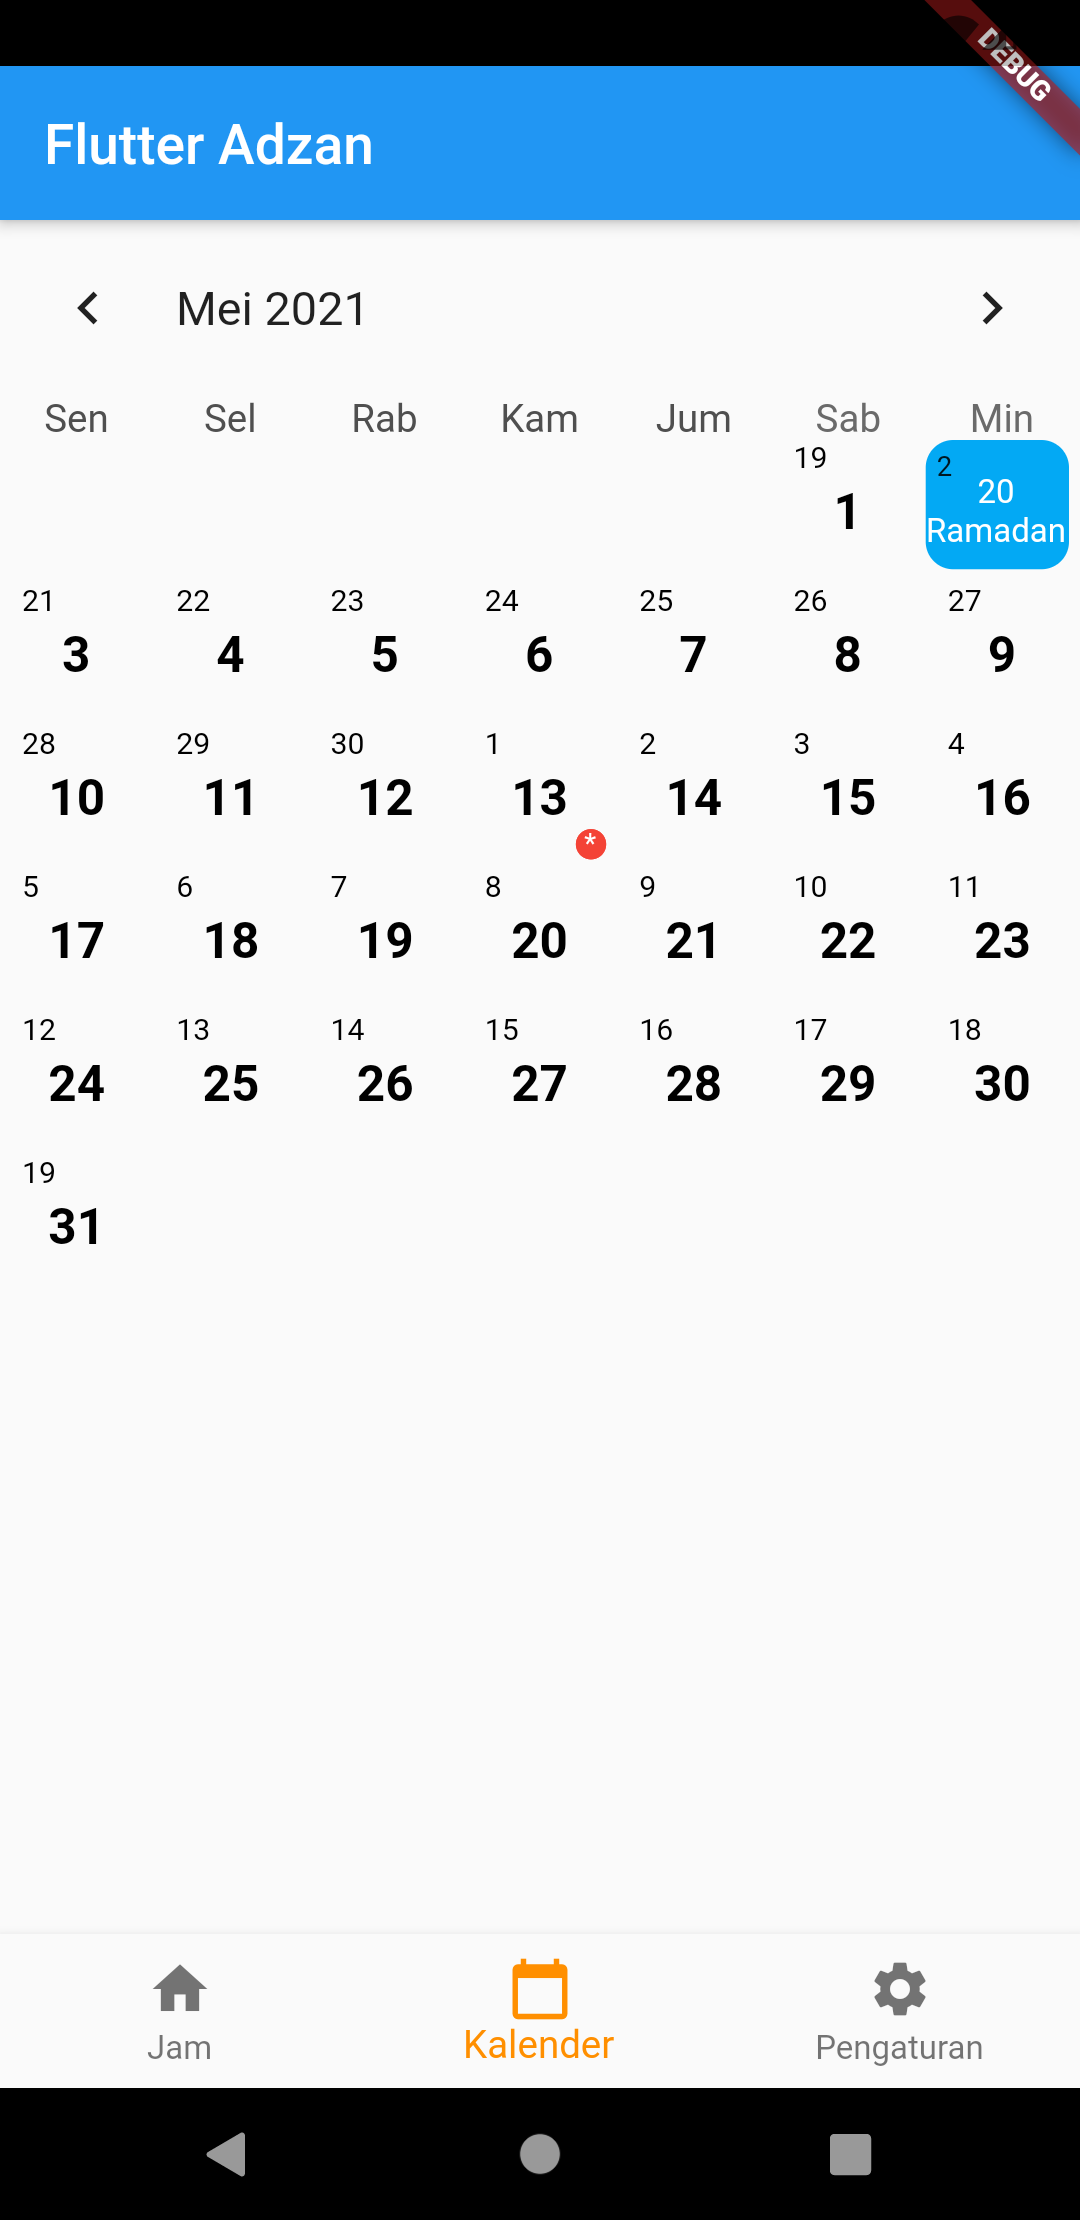 DEBUG
Flutter Adzan
Mei 2021
Sen Sel Rab Kam Jum Sab Min
19 2
1 20
Ramadan
21 22 23 24 25 26 27
3 4 5 6 7 8 9
28 29 30 1 2 3 4
10 11 12 13 14 15 16
*
5 6 7 8 9 10 11
17 18 19 20 21 22 23
12 13 14 15 16 17 18
24 25 26 27 28 29 30
19
31
Jam Kalender Pengaturan